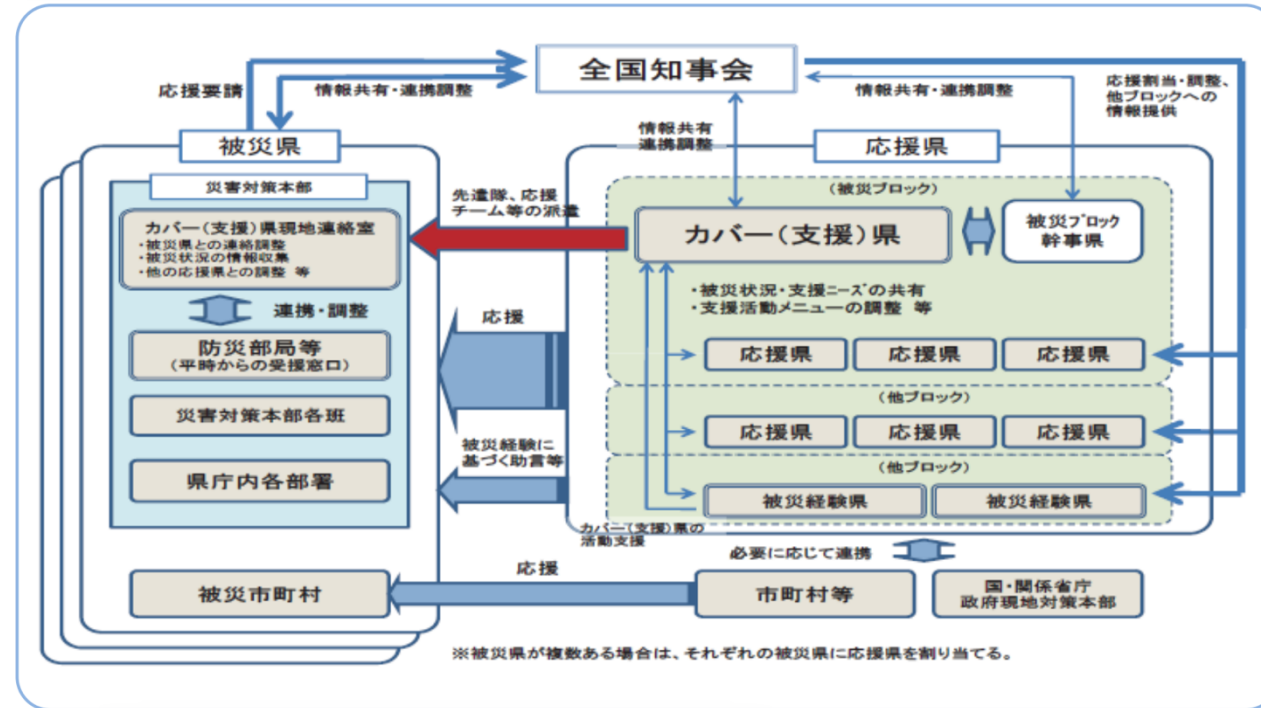 全国知事会
応援要請
情報共有・連携調整
情報共有・連携調整
応援割当・調整、
他ブロックへの
情報提供
情報共有
連携調整
被災県
災害対策本部
カバー(支援)県現地連絡室
・被災県との連絡調整
・被災状況の情報収集
・他の応援県との調整 等
連携・調整
防災部局等
(平時からの受援窓口)
災害対策本部各班
県庁内各部署
被災市町村
先遣隊、応援
チーム等の派遣
応援
被災経験に
基づく助言等
応援県
(被災ブロック)
カバー(支援)県
被災ブロック
幹事県
・被災状況・支援ニーズの共有
・支援活動メニューの調整 等
応援県 応援県 応援県
(他ブロック)
応援県 応援県 応援県
(他ブロック)
被災経験県 被災経験県
カバー(支援)県の
活動支援
必要に応じて連携
応援
市町村等
国・関係省庁
政府現地対策本部
※被災県が複数ある場合は、それぞれの被災県に応援県を割り当てる。